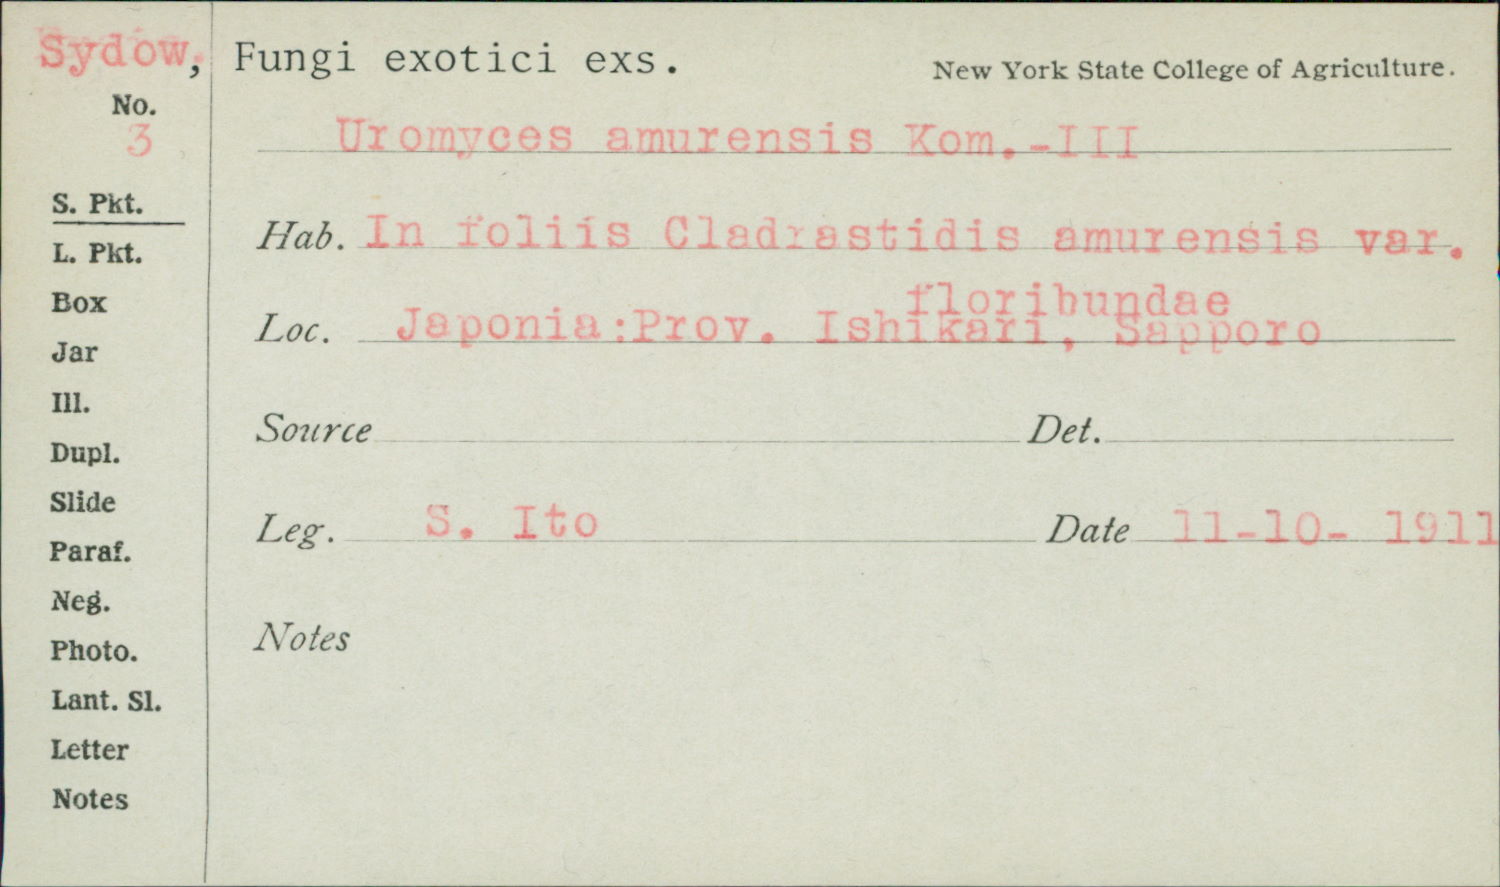 Sydow, Fungi exotici exs.
New York State College of Agriculture.
No.
3
Uromyces amurensis Kom.-III
S. Pkt.
L. Pkt.
Box
Jar
Ill.
Dupl.
Slide
Paraf.
Neg.
Photo.
Lant. Sl.
Letter
Notes
Hab. In foliis Cladrastidis amurensis var.
floribundae
Loc. Japonia:Prov. Ishikari, Sapporo
Source Det.
Leg. S. Ito Date 11-10- 1911
Notes